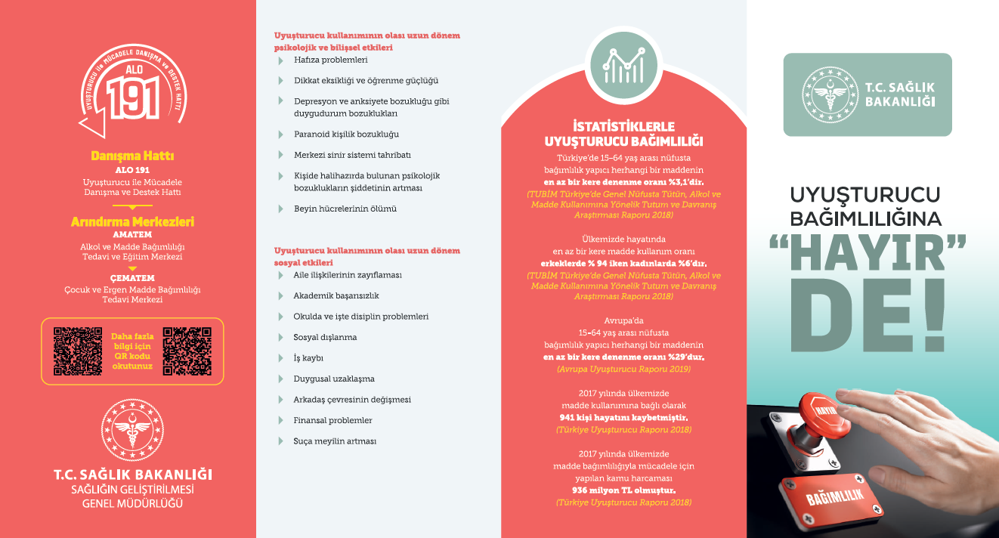 UYUŞTURUCU ile MÜCADELE DANIŞMA ve DESTEK HATTI
ALO
191
Danışma Hattı
ALO 191
Uyuşturucu ile Mücadele
Danışma ve Destek Hattı
Arındırma Merkezleri
AMATEM
Alkol ve Madde Bağımlılığı
Tedavi ve Eğitim Merkezi
ÇEMATEM
Çocuk ve Ergen Madde Bağımlılığı
Tedavi Merkezi
Daha fazla
bilgi için
QR kodu
okutunuz
T.C. SAĞLIK BAKANLIĞI
SAĞLIĞIN GELİŞTİRİLMESİ
GENEL MÜDÜRLÜĞÜ
Uyuşturucu kullanımının olası uzun dönem
psikolojik ve bilişsel etkileri
Hafıza problemleri
Dikkat eksikliği ve öğrenme güçlüğü
Depresyon ve anksiyete bozukluğu gibi
duygudurum bozuklukları
Paranoid kişilik bozukluğu
Merkezi sinir sistemi tahribatı
Kişide halihazırda bulunan psikolojik
bozuklukların şiddetinin artması
Beyin hücrelerinin ölümü
Uyuşturucu kullanımının olası uzun dönem
sosyal etkileri
Aile ilişkilerinin zayıflaması
Akademik başarısızlık
Okulda ve işte disiplin problemleri
Sosyal dışlanma
İş kaybı
Duygusal uzaklaşma
Arkadaş çevresinin değişmesi
Finansal problemler
Suça meyilin artması
İSTATİSTİKLERLE
UYUŞTURUCU BAĞIMLILIĞI
Türkiye'de 15–64 yaş arası nüfusta
bağımlılık yapıcı herhangi bir maddenin
en az bir kere denenme oranı %3,1'dir.
(TUBİM Türkiye'de Genel Nüfusta Tütün, Alkol ve
Madde Kullanımına Yönelik Tutum ve Davranış
Araştırması Raporu 2018)
Ülkemizde hayatında
en az bir kere madde kullanım oranı
erkeklerde % 94 iken kadınlarda %6'dır.
(TUBİM Türkiye'de Genel Nüfusta Tütün, Alkol ve
Madde Kullanımına Yönelik Tutum ve Davranış
Araştırması Raporu 2018)
Avrupa'da
15-64 yaş arası nüfusta
bağımlılık yapıcı herhangi bir maddenin
en az bir kere denenme oranı %29'dur.
(Avrupa Uyuşturucu Raporu 2019)
2017 yılında ülkemizde
madde kullanımına bağlı olarak
941 kişi hayatını kaybetmiştir.
(Türkiye Uyuşturucu Raporu 2018)
2017 yılında ülkemizde
madde bağımlılığıyla mücadele için
yapılan kamu harcaması
936 milyon TL olmuştur.
(Türkiye Uyuşturucu Raporu 2018)
T.C. SAĞLIK
BAKANLIĞI
UYUŞTURUCU
BAĞIMLILIĞINA
"HAYIR"
DE!
HAYIR
BAĞIMLILIK